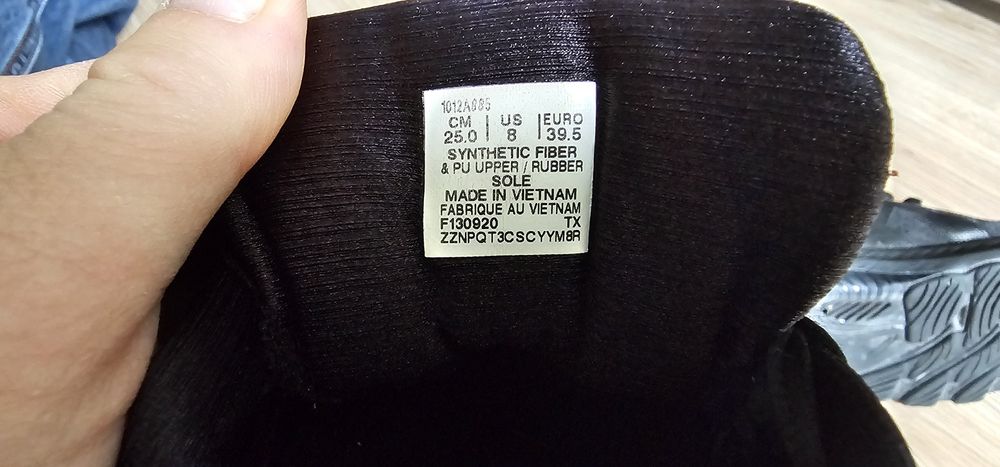 1012A885
CM | US | EURO
25.0 | 8 | 39.5
SYNTHETIC FIBER
& PU UPPER / RUBBER
SOLE
MADE IN VIETNAM
FABRIQUE AU VIETNAM
F130920 TX
ZZNPQT3CSCYYM8R